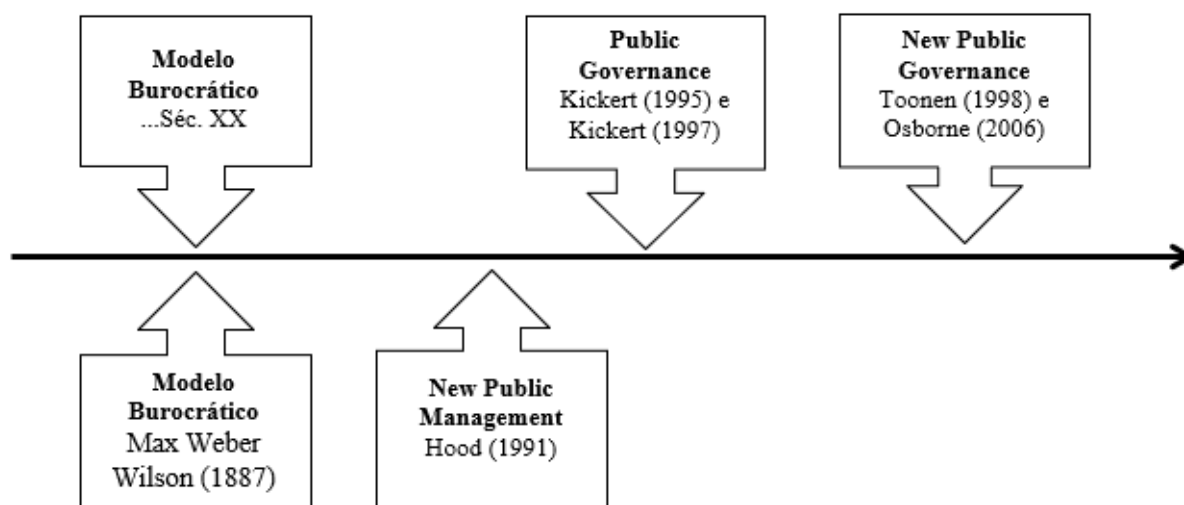 Modelo
Burocrático
...Séc. XX
Public
Governance
Kickert (1995) e
Kickert (1997)
New Public
Governance
Toonen (1998) e
Osborne (2006)
Modelo
Burocrático
Max Weber
Wilson (1887)
New Public
Management
Hood (1991)